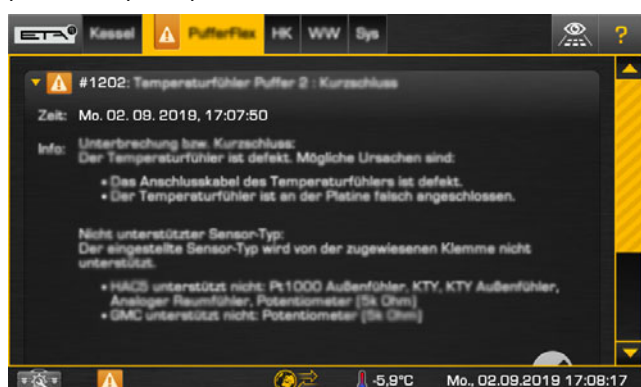 ETA Kessel PufferFlex HK WW Sys ?
#1202: Temperaturfühler Puffer 2 : Kurzschluss
Zeit: Mo. 02. 09. 2019, 17:07:50
Info: Unterbrechung bzw. Kurzschluss:
Der Temperaturfühler ist defekt. Mögliche Ursachen sind:
• Das Anschlusskabel des Temperaturfühlers ist defekt.
• Der Temperaturfühler ist an der Platine falsch angeschlossen.
Nicht unterstützter Sensor-Typ:
Der eingestellte Sensor-Typ wird von der zugewiesenen Klemme nicht
unterstützt.
• HAC5 unterstützt nicht: Pt1000 Außenfühler, KTY, KTY Außenfühler,
Analoger Raumfühler, Potentiometer (5k Ohm)
• GMC unterstützt nicht: Potentiometer (5k Ohm)
-5,9°C Mo., 02.09.2019 17:08:17